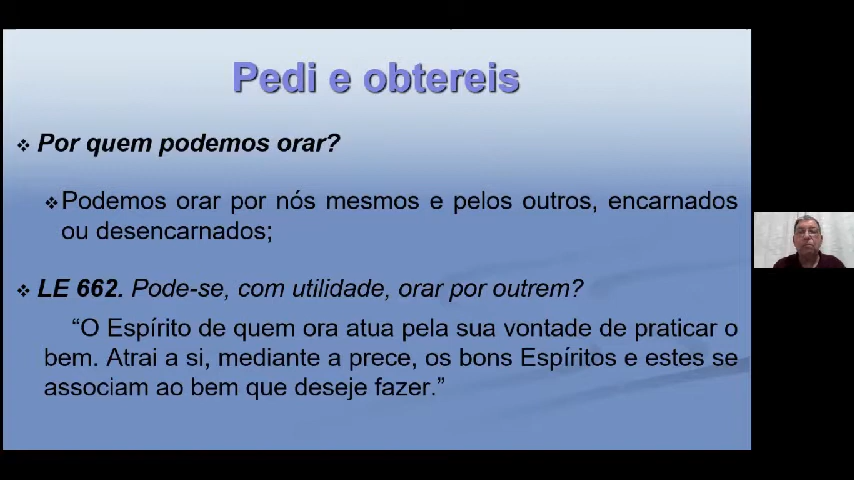 Pedi e obtereis
❖ Por quem podemos orar?
❖Podemos orar por nós mesmos e pelos outros, encarnados
ou desencarnados;
❖ LE 662. Pode-se, com utilidade, orar por outrem?
“O Espírito de quem ora atua pela sua vontade de praticar o
bem. Atrai a si, mediante a prece, os bons Espíritos e estes se
associam ao bem que deseje fazer.”